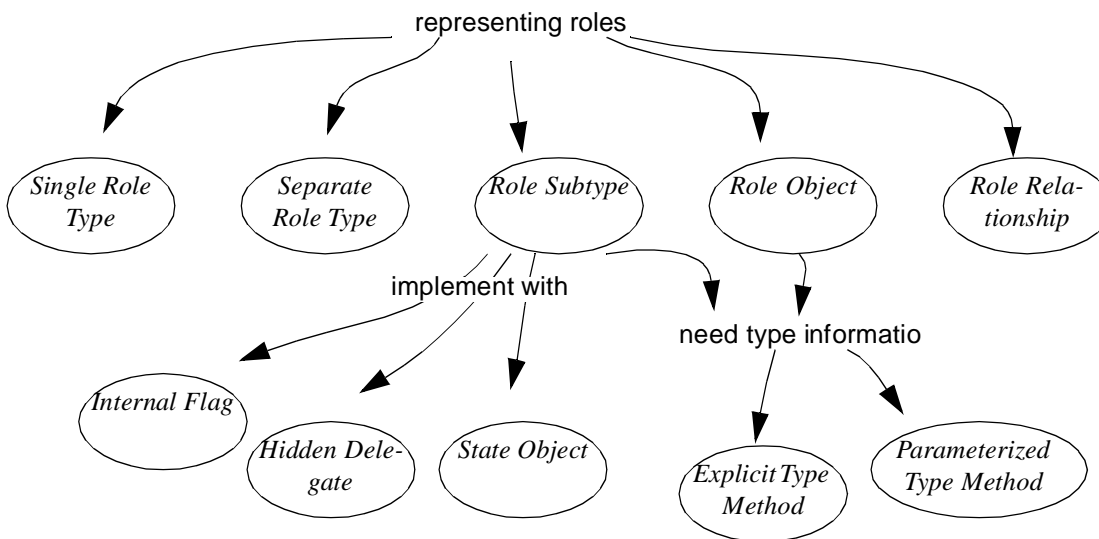 representing roles
Single Role
Type
Separate
Role Type
Role Subtype
Role Object
Role Rela-
tionship
implement with
need type informatio
Internal Flag
Hidden Dele-
gate
State Object
Explicit Type
Method
Parameterized
Type Method